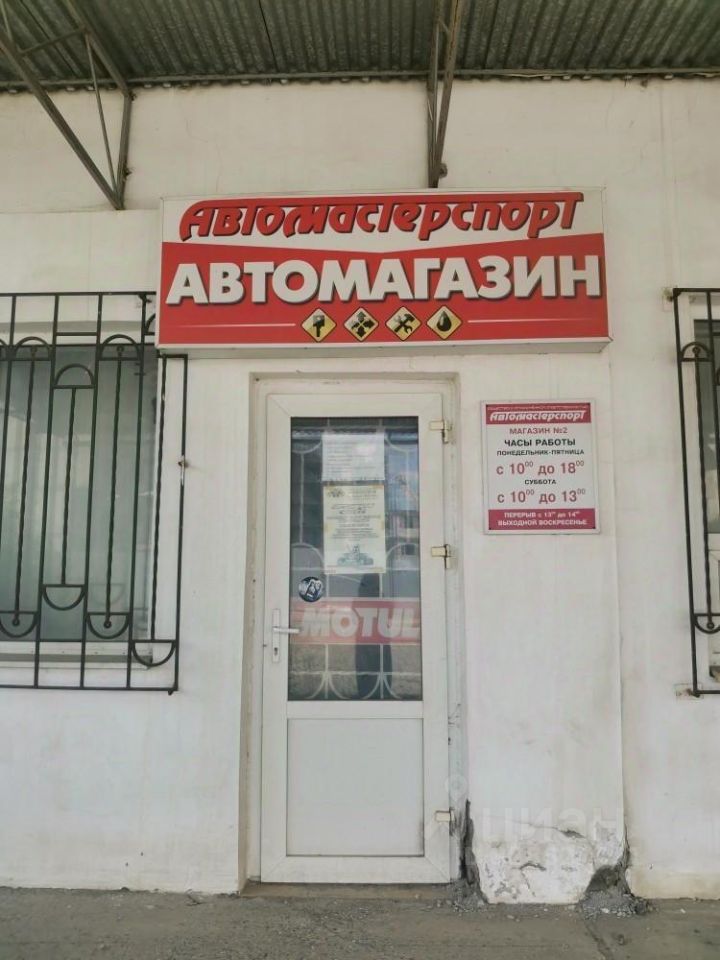 Автомастерспорт
АВТОМАГАЗИН
Автомастерспорт
МАГАЗИН №2
ЧАСЫ РАБОТЫ
ПОНЕДЕЛЬНИК-ПЯТНИЦА
с 10⁰⁰ до 18⁰⁰
СУББОТА
с 10⁰⁰ до 13⁰⁰
ПЕРЕРЫВ с 13⁰⁰ до 14⁰⁰
ВЫХОДНОЙ ВОСКРЕСЕНЬЕ
MOTUL
циан